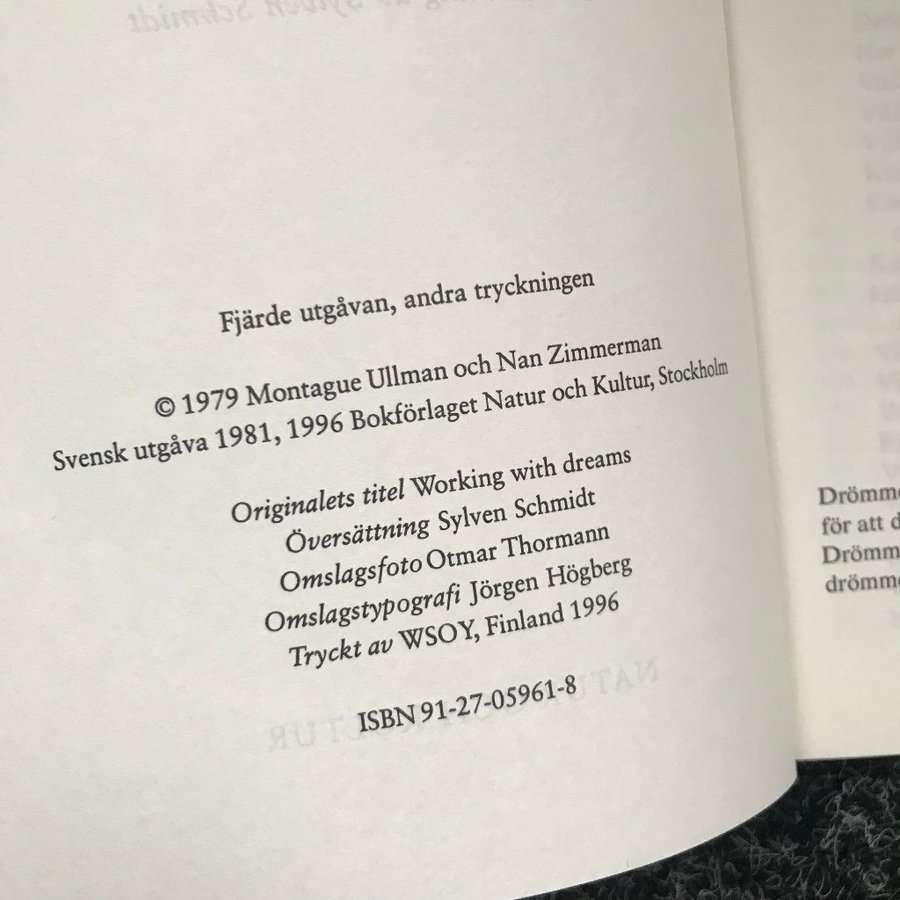 Fjärde utgåvan, andra tryckningen
© 1979 Montague Ullman och Nan Zimmerman
Svensk utgåva 1981, 1996 Bokförlaget Natur och Kultur, Stockholm
Originalets titel Working with dreams
Översättning Sylven Schmidt
Omslagsfoto Otmar Thormann
Omslagstypografi Jörgen Högberg
Tryckt av WSOY, Finland 1996
ISBN 91-27-05961-8
för att